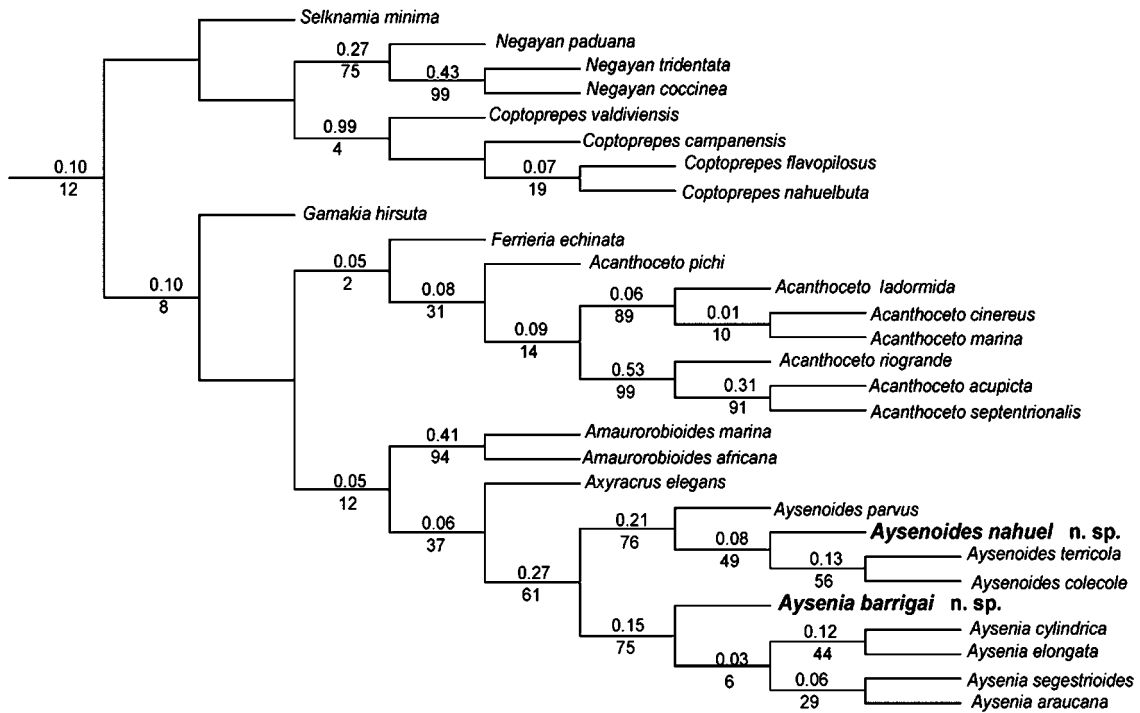 Selknamia minima
0.27
Negayan paduana
75
0.43
Negayan tridentata
99
Negayan coccinea
Coptoprepes valdiviensis
0.99
4
Coptoprepes campanensis
0.07
Coptoprepes flavopilosus
0.10
12
19
Coptoprepes nahuelbuta
Gamakia hirsuta
Ferrieria echinata
0.05
2
Acanthoceto pichi
0.10
8
0.08
31
0.06
Acanthoceto ladormida
89
0.01
Acanthoceto cinereus
0.09
10
Acanthoceto marina
14
Acanthoceto riogrande
0.53
99
0.31
Acanthoceto acupicta
91
Acanthoceto septentrionalis
0.41
Amaurorobioides marina
94
Amaurorobioides africana
0.05
12
Axyracrus elegans
0.06
37
0.21
Aysenoides parvus
76
0.08
Aysenoides nahuel n. sp.
49
0.13
Aysenoides terricola
0.27
56
Aysenoides colecole
61
Aysenia barrigai n. sp.
0.15
75
0.12
Aysenia cylindrica
44
Aysenia elongata
0.03
6
0.06
Aysenia segestrioides
29
Aysenia araucana